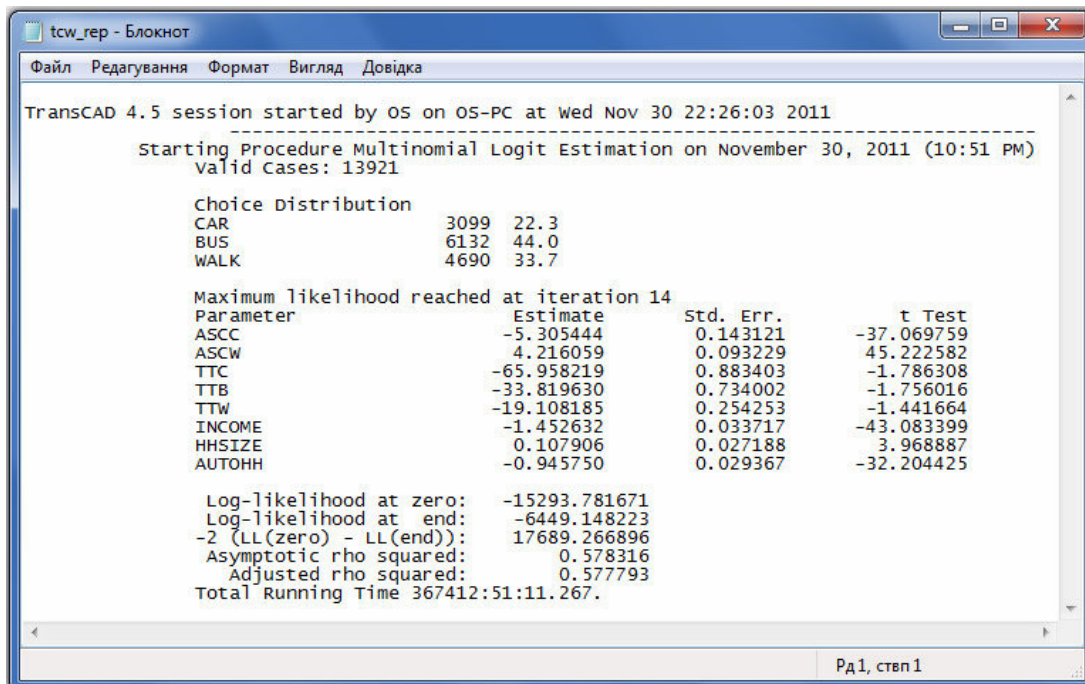 tcw_rep - Блокнот
Файл Редагування Формат Вигляд Довідка
TransCAD 4.5 session started by OS on OS-PC at Wed Nov 30 22:26:03 2011
--------------------------------------------------------------------------
Starting Procedure Multinomial Logit Estimation on November 30, 2011 (10:51 PM)
Valid Cases: 13921
Choice Distribution
CAR 3099 22.3
BUS 6132 44.0
WALK 4690 33.7
Maximum likelihood reached at iteration 14
Parameter Estimate Std. Err. t Test
ASCC -5.305444 0.143121 -37.069759
ASCW 4.216059 0.093229 45.222582
TTC -65.958219 0.883403 -1.786308
TTB -33.819630 0.734002 -1.756016
TTW -19.108185 0.254253 -1.441664
INCOME -1.452632 0.033717 -43.083399
HHSIZE 0.107906 0.027188 3.968887
AUTOHH -0.945750 0.029367 -32.204425
Log-likelihood at zero: -15293.781671
Log-likelihood at end: -6449.148223
-2 (LL(zero) - LL(end)): 17689.266896
Asymptotic rho squared: 0.578316
Adjusted rho squared: 0.577793
Total Running Time 367412:51:11.267.
Рд 1, ствп 1